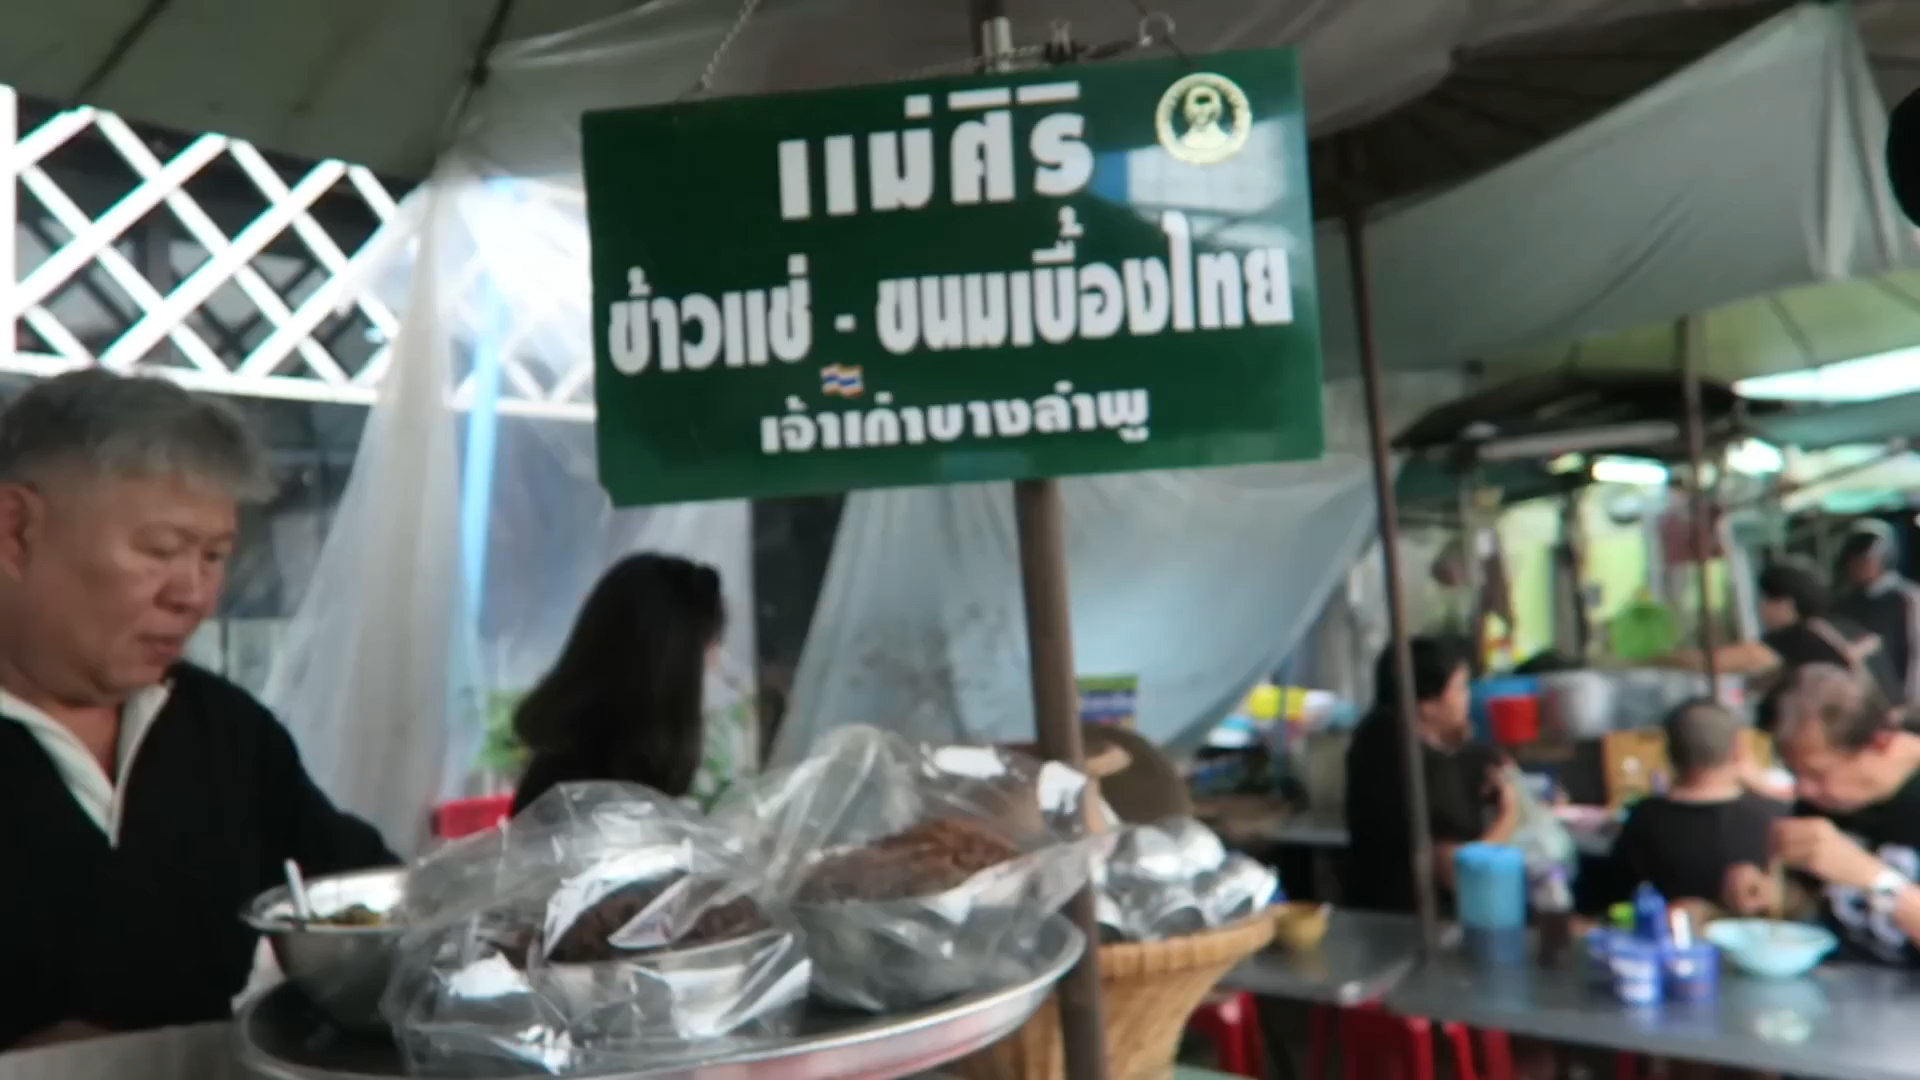 แม่ศิริ
ข้าวแช่ - ขนมเบื้องไทย
เจ้าเก่าบางลำพู